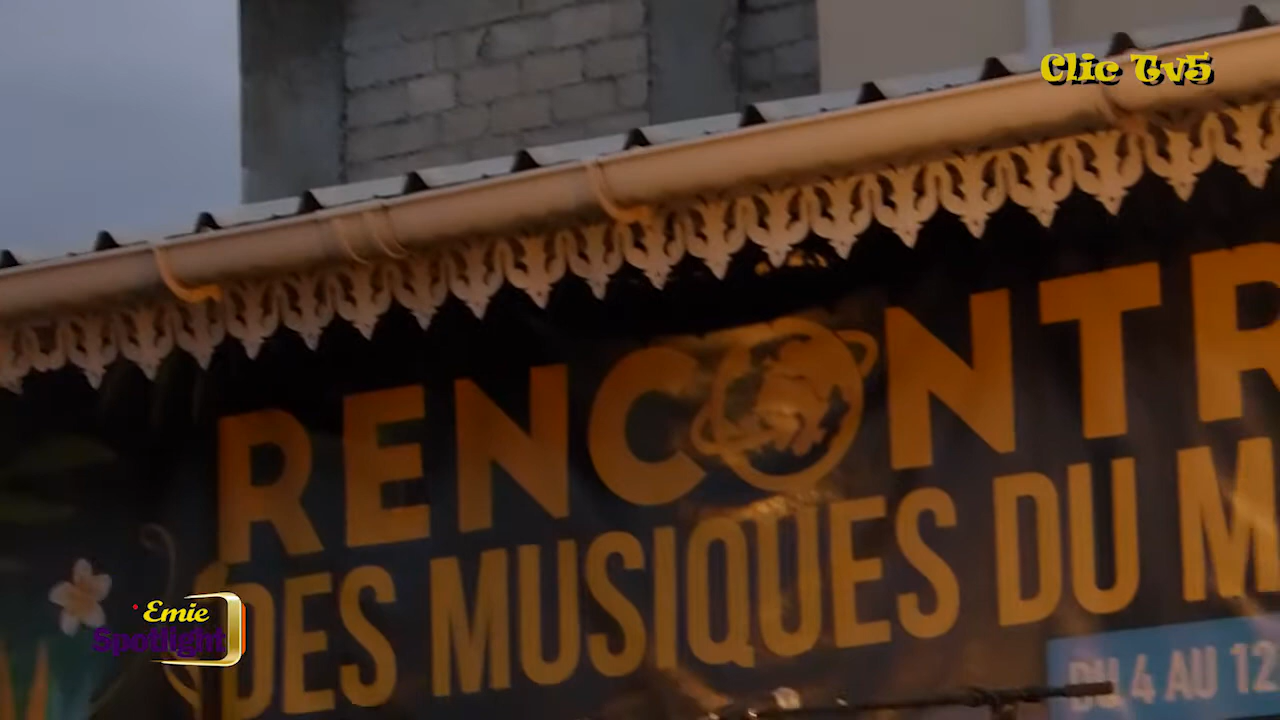 Clic Tv5
RENCONTR
DES MUSIQUES DU M
DU 4 AU 12
Emie
Spotlight